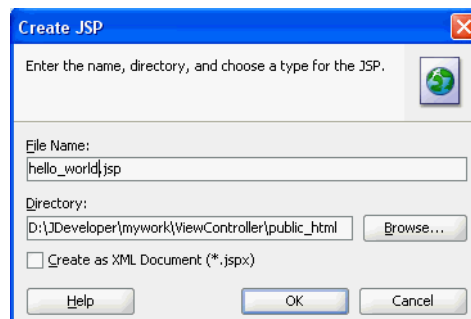 Create JSP
Enter the name, directory, and choose a type for the JSP.
File Name:
hello_world.jsp
Directory:
D:\JDeveloper\mywork\ViewController\public_html
Browse...
Create as XML Document (*.jspx)
Help
OK
Cancel